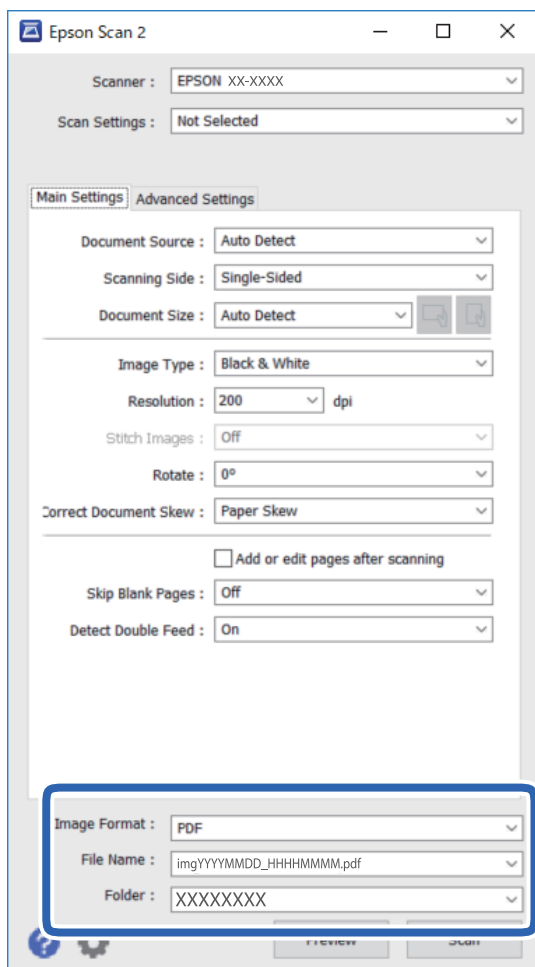 Epson Scan 2
Scanner : EPSON XX-XXXX
Scan Settings : Not Selected
Main Settings Advanced Settings
Document Source : Auto Detect
Scanning Side : Single-Sided
Document Size : Auto Detect
Image Type : Black & White
Resolution : 200 dpi
Stitch Images : Off
Rotate : 0º
Correct Document Skew : Paper Skew
Add or edit pages after scanning
Skip Blank Pages : Off
Detect Double Feed : On
Image Format : PDF
File Name : imgYYYYMMDD_HHHHMMMM.pdf
Folder : XXXXXXXX
Preview Scan